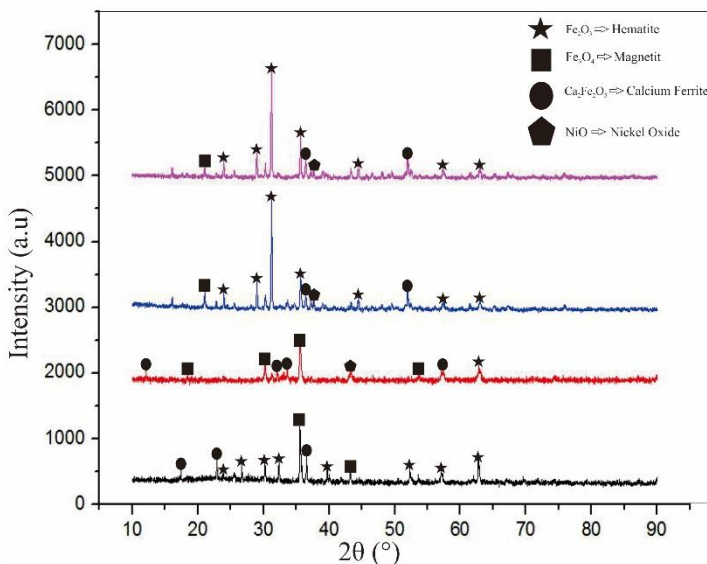 Fe₂O₃ ⇒ Hematite
Fe₃O₄ ⇒ Magnetit
Ca₂Fe₂O₅ ⇒ Calcium Ferrite
NiO ⇒ Nickel Oxide
7000
6000
5000
4000
3000
2000
1000
0
Intensity (a.u)
10 20 30 40 50 60 70 80 90
2θ (°)